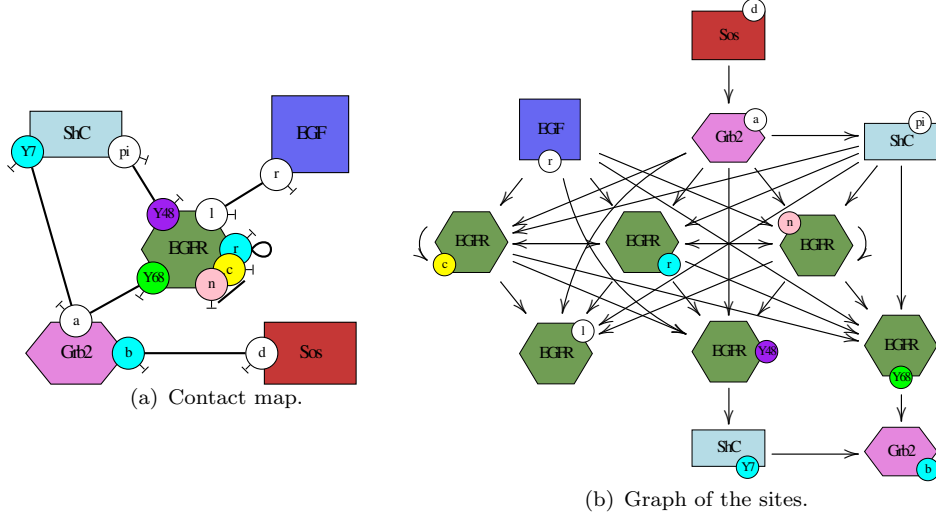 d
Sos
Y7
ShC
pi
EGF
r
Y48
l
EGFR
r
c
Y68
n
a
Grb2
b
d
Sos
(a) Contact map.
EGF
r
a
Grb2
pi
ShC
EGFR
c
EGFR
r
n
EGFR
l
EGFR
EGFR
Y48
EGFR
Y68
ShC
Y7
Grb2
b
(b) Graph of the sites.